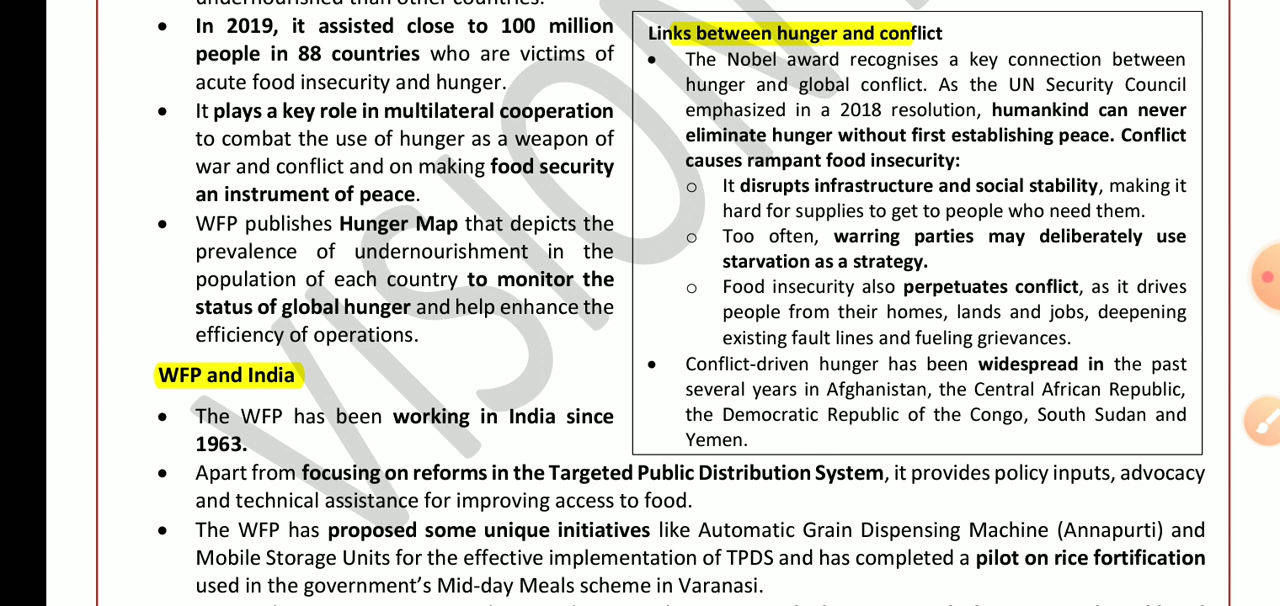 In 2019, it assisted close to 100 million
people in 88 countries who are victims of
acute food insecurity and hunger.
It plays a key role in multilateral cooperation
to combat the use of hunger as a weapon of
war and conflict and on making food security
an instrument of peace.
WFP publishes Hunger Map that depicts the
prevalence of undernourishment in the
population of each country to monitor the
status of global hunger and help enhance the
efficiency of operations.
WFP and India
The WFP has been working in India since
1963.
Links between hunger and conflict
The Nobel award recognises a key connection between
hunger and global conflict. As the UN Security Council
emphasized in a 2018 resolution, humankind can never
eliminate hunger without first establishing peace. Conflict
causes rampant food insecurity:
It disrupts infrastructure and social stability, making it
hard for supplies to get to people who need them.
Too often, warring parties may deliberately use
starvation as a strategy.
Food insecurity also perpetuates conflict, as it drives
people from their homes, lands and jobs, deepening
existing fault lines and fueling grievances.
Conflict-driven hunger has been widespread in the past
several years in Afghanistan, the Central African Republic,
the Democratic Republic of the Congo, South Sudan and
Yemen.
Apart from focusing on reforms in the Targeted Public Distribution System, it provides policy inputs, advocacy
and technical assistance for improving access to food.
The WFP has proposed some unique initiatives like Automatic Grain Dispensing Machine (Annapurti) and
Mobile Storage Units for the effective implementation of TPDS and has completed a pilot on rice fortification
used in the government's Mid-day Meals scheme in Varanasi.
VISION